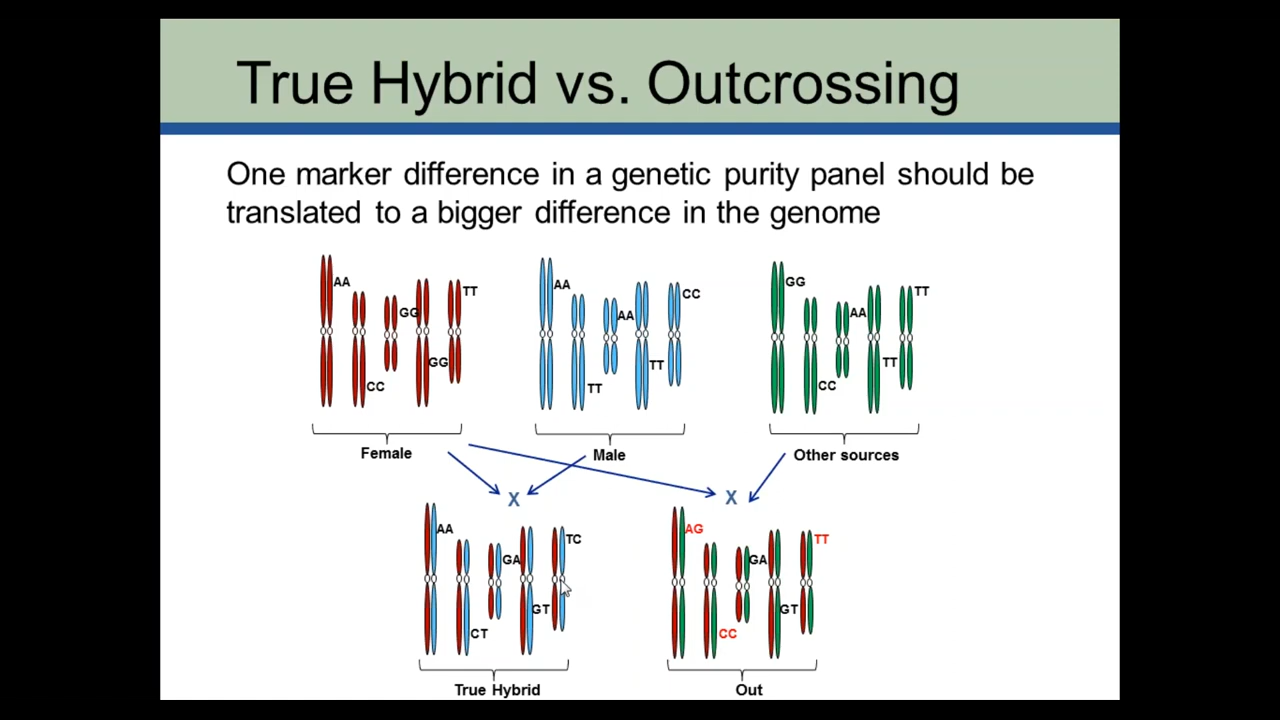 True Hybrid vs. Outcrossing
One marker difference in a genetic purity panel should be
translated to a bigger difference in the genome
AA
CC
GG
GG
TT
Female
AA
TT
AA
TT
CC
Male
GG
CC
AA
TT
TT
Other sources
X
X
AA
CT
GA
GT
TC
True Hybrid
AG
CC
GA
GT
TT
Out